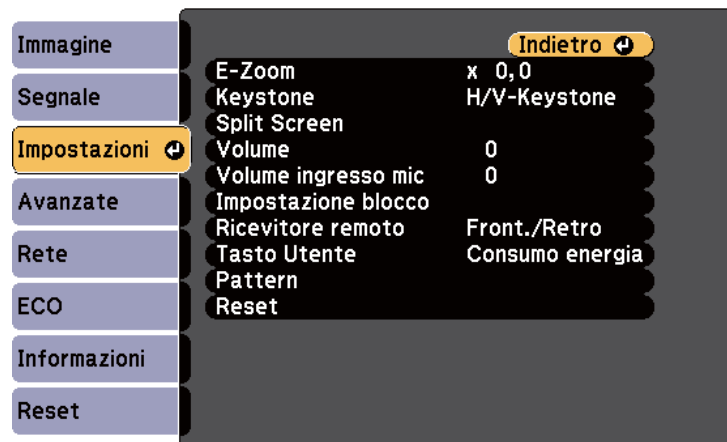 Immagine
Segnale
Impostazioni
Avanzate
Rete
ECO
Informazioni
Reset
Indietro
E-Zoom x 0,0
Keystone H/V-Keystone
Split Screen
Volume 0
Volume ingresso mic 0
Impostazione blocco
Ricevitore remoto Front./Retro
Tasto Utente Consumo energia
Pattern
Reset